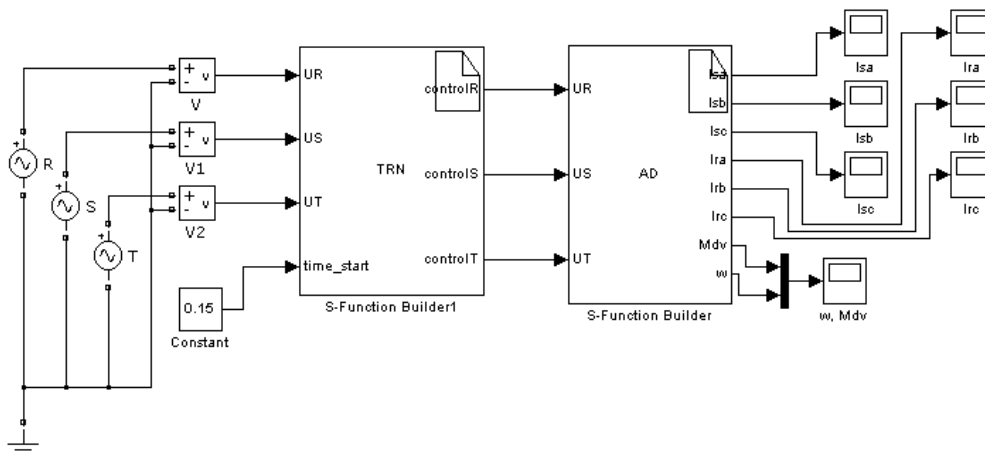 R
S
T
+
-
v
V
+
-
v
V1
+
-
v
V2
0.15
Constant
UR
US
UT
time_start
TRN
controlR
controlS
controlT
S-Function Builder1
UR
US
UT
AD
Isa
Isb
Isc
Ira
Irb
Irc
Mdv
w
S-Function Builder
Isa
Isb
Isc
Ira
Irb
Irc
w, Mdv